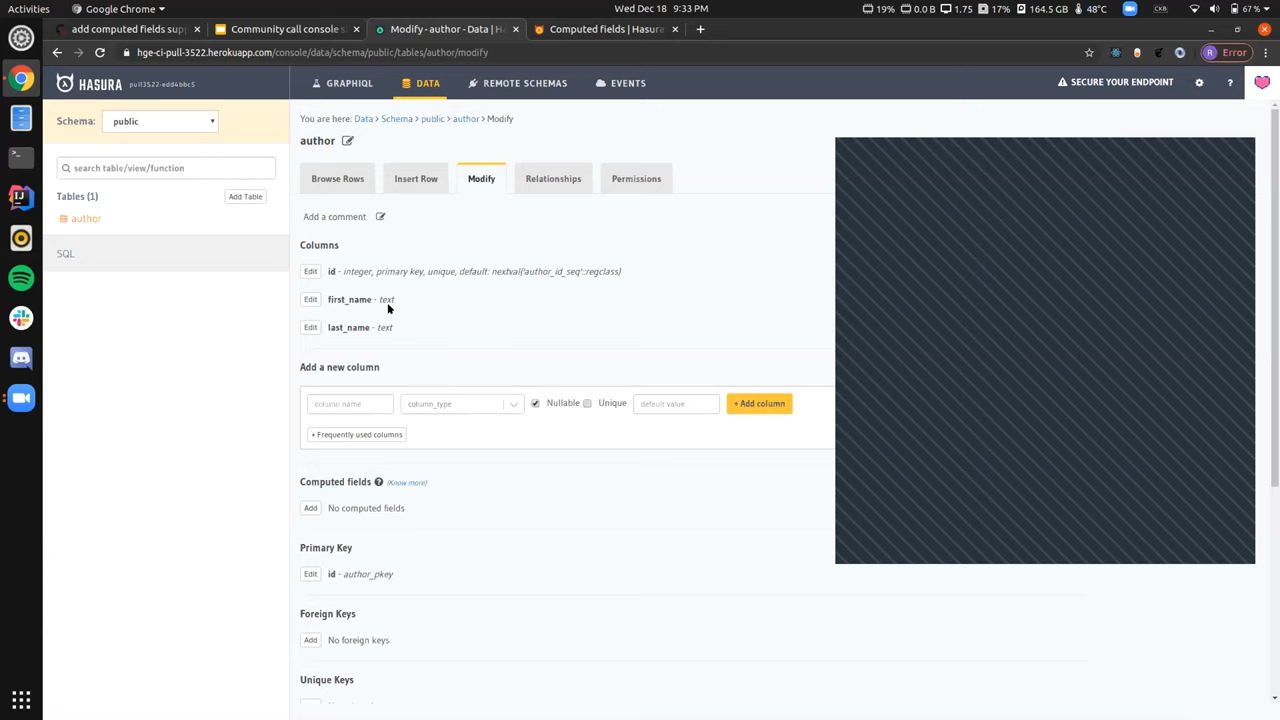 Activities
Google Chrome
Wed Dec 18 9:33 PM
19% 0.0 B 1.67 17% 164.5 GB 48°C CKB 67%
add computed fields sup
Community call console s
Modify - author - Data | Ha
Computed fields | Hasura
hge-ci-pull-3522.herokuapp.com/console/data/schema/public/tables/author/modify
R Error
HASURA
pull3522-edd4bbc5
GRAPHIQL
DATA
REMOTE SCHEMAS
EVENTS
SECURE YOUR ENDPOINT
?
Schema: public
search table/view/function
Tables (1)
Add Table
author
SQL
You are here: Data > Schema > public > author > Modify
author
Browse Rows
Insert Row
Modify
Relationships
Permissions
Add a comment
Columns
Edit id - integer, primary key, unique, default: nextval('author_id_seq'::regclass)
Edit first_name - text
Edit last_name - text
Add a new column
column name column_type Nullable Unique default value + Add column
+ Frequently used columns
Computed fields ? (Know more)
Add No computed fields
Primary Key
Edit id - author_pkey
Foreign Keys
Add No foreign keys
Unique Keys